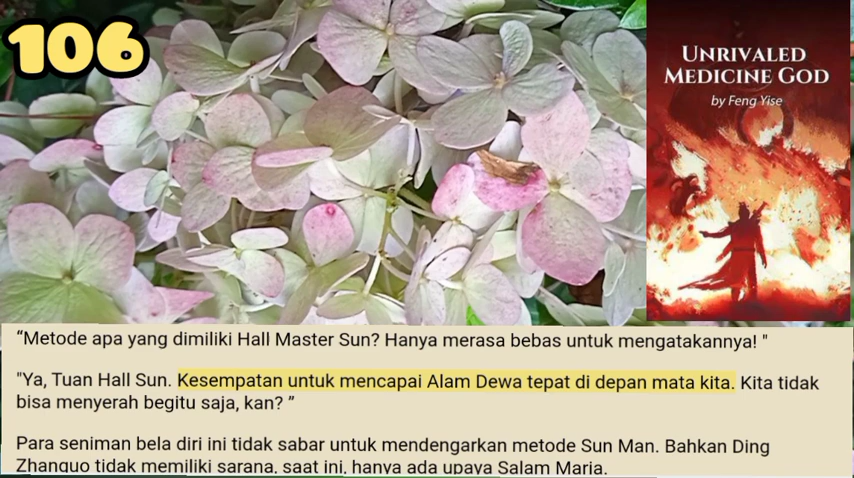 106
UNRIVALED
MEDICINE GOD
by Feng Yise
“Metode apa yang dimiliki Hall Master Sun? Hanya merasa bebas untuk mengatakannya! "
"Ya, Tuan Hall Sun. Kesempatan untuk mencapai Alam Dewa tepat di depan mata kita. Kita tidak
bisa menyerah begitu saja, kan? ”
Para seniman bela diri ini tidak sabar untuk mendengarkan metode Sun Man. Bahkan Ding
Zhanguo tidak memiliki sarana. saat ini, hanya ada upaya Salam Maria.